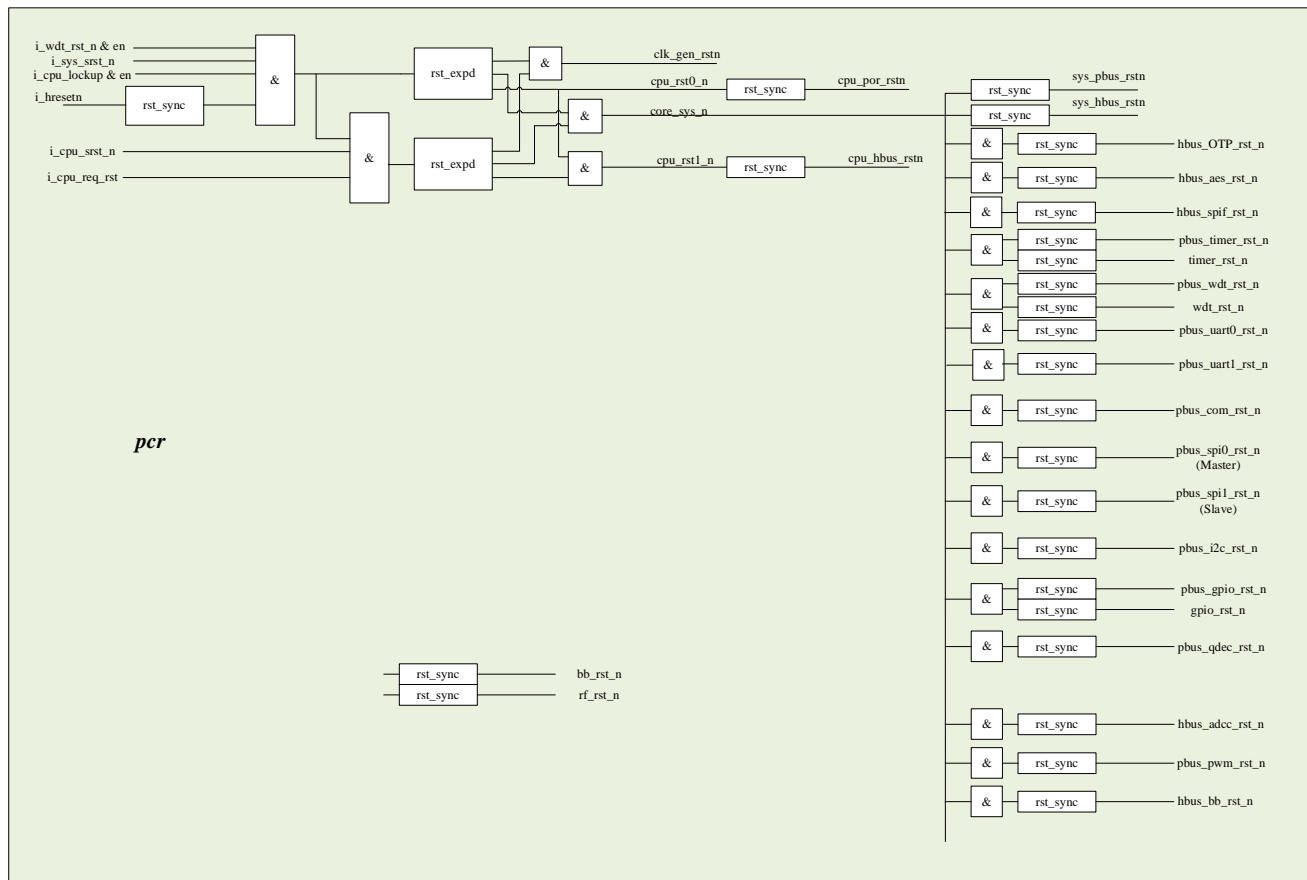 i_wdt_rst_n & en
i_sys_srst_n
i_cpu_lockup & en
i_hresetn
rst_sync
&
i_cpu_srst_n
i_cpu_req_rst
&
rst_expd
rst_expd
&
&
&
clk_gen_rstn
cpu_rst0_n
rst_sync
cpu_por_rstn
core_sys_n
cpu_rst1_n
rst_sync
cpu_hbus_rstn
rst_sync
sys_pbus_rstn
rst_sync
sys_hbus_rstn
& rst_sync hbus_OTP_rst_n
& rst_sync hbus_aes_rst_n
& rst_sync hbus_spif_rst_n
& rst_sync pbus_timer_rst_n
rst_sync timer_rst_n
& rst_sync pbus_wdt_rst_n
rst_sync wdt_rst_n
& rst_sync pbus_uart0_rst_n
& rst_sync pbus_uart1_rst_n
& rst_sync pbus_com_rst_n
& rst_sync pbus_spi0_rst_n
(Master)
& rst_sync pbus_spi1_rst_n
(Slave)
& rst_sync pbus_i2c_rst_n
& rst_sync pbus_gpio_rst_n
rst_sync gpio_rst_n
& rst_sync pbus_qdec_rst_n
& rst_sync hbus_adcc_rst_n
& rst_sync pbus_pwm_rst_n
& rst_sync hbus_bb_rst_n
pcr
rst_sync bb_rst_n
rst_sync rf_rst_n